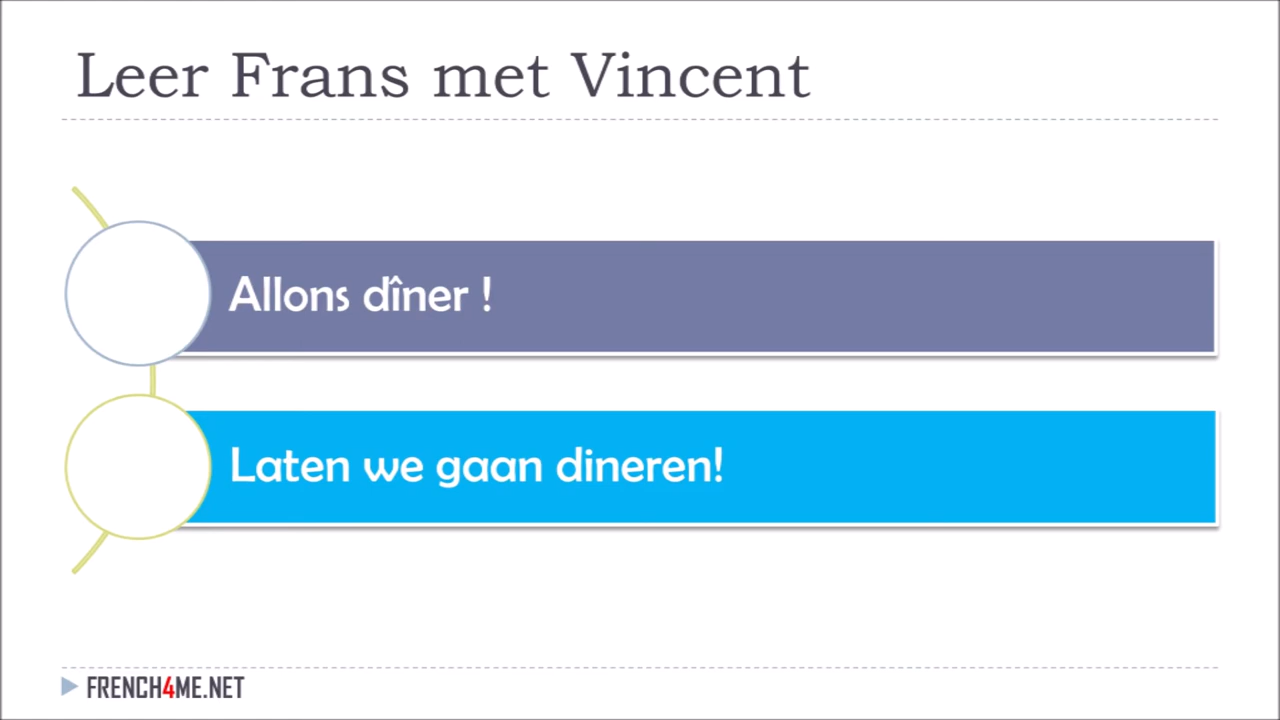 Leer Frans met Vincent
Allons dîner !
Laten we gaan dineren!
FRENCH4ME.NET